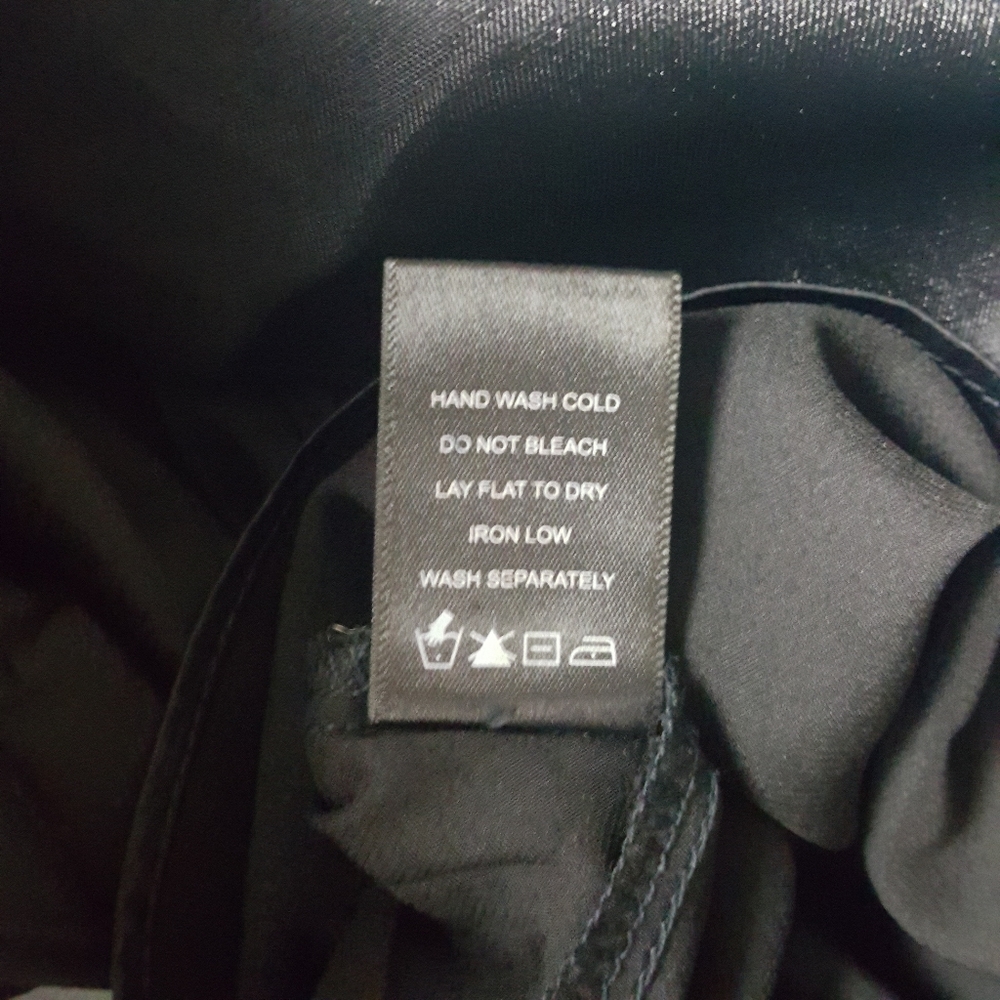 HAND WASH COLD
DO NOT BLEACH
LAY FLAT TO DRY
IRON LOW
WASH SEPARATELY